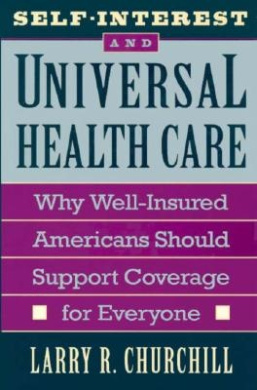 SELF-INTEREST
AND
UNIVERSAL
HEALTH CARE
Why Well-Insured
Americans Should
Support Coverage
for Everyone
LARRY R. CHURCHILL